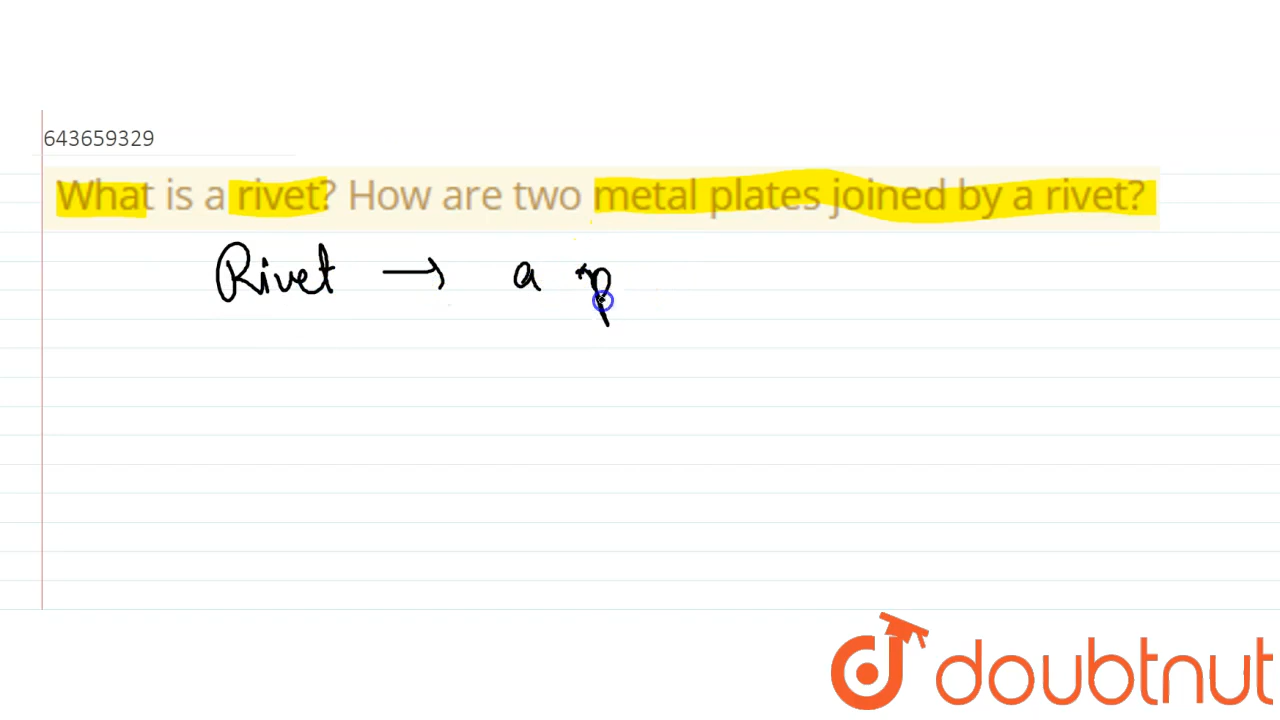 643659329
What is a rivet? How are two metal plates joined by a rivet?
Rivet → a p
doubtnut